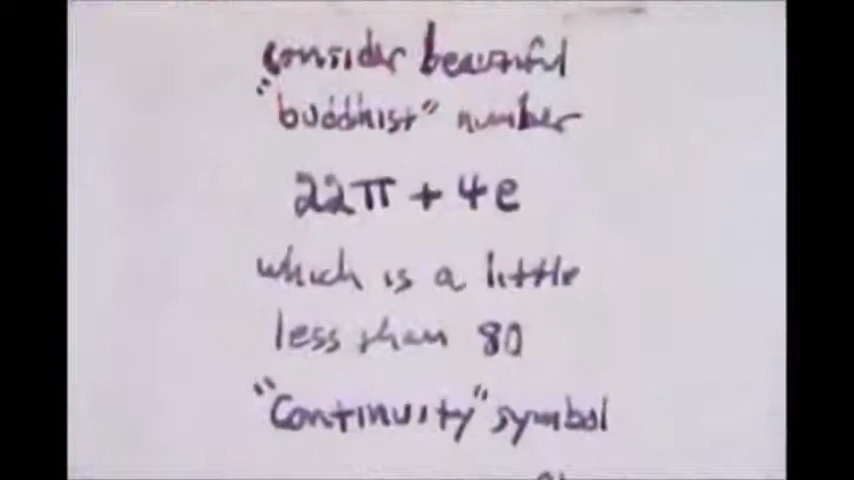 consider beautiful
"buddhist" number
22π + 4e
which is a little
less than 80
"Continuity" symbol